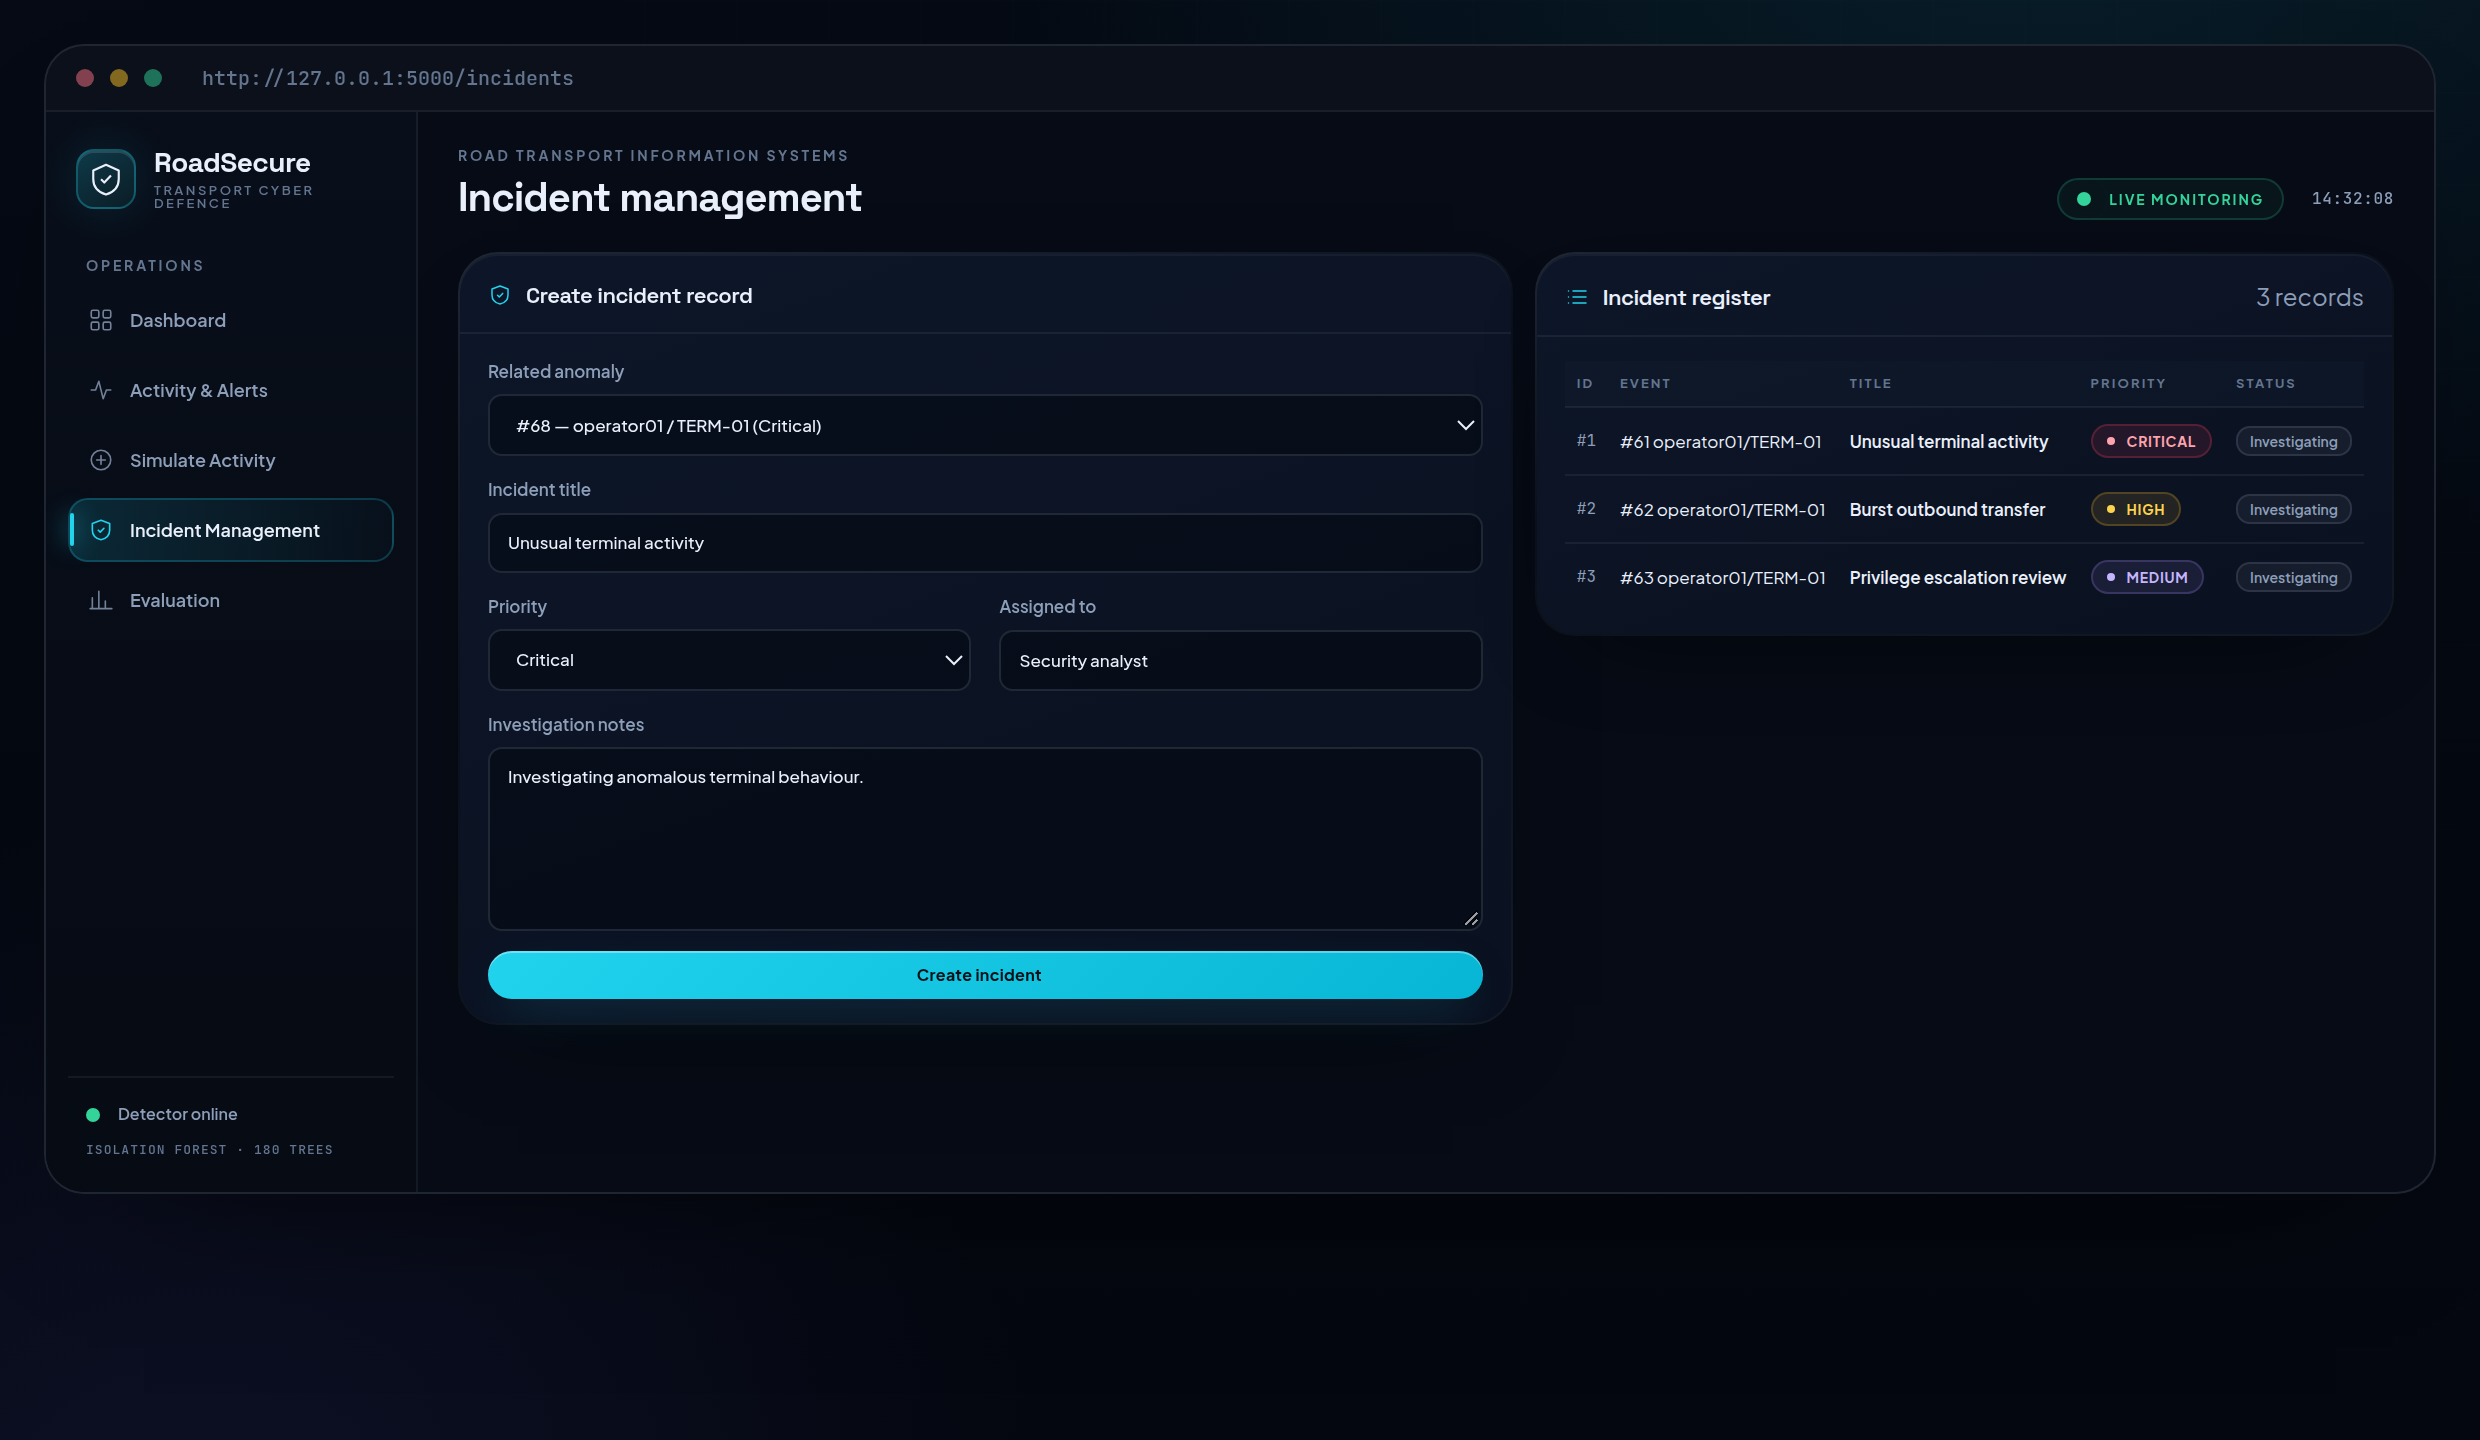 http://127.0.0.1:5000/incidents
RoadSecure
TRANSPORT CYBER
DEFENCE
OPERATIONS
Dashboard
Activity & Alerts
Simulate Activity
Incident Management
Evaluation
Detector online
ISOLATION FOREST · 180 TREES
ROAD TRANSPORT INFORMATION SYSTEMS
Incident management
LIVE MONITORING
14:32:08
Create incident record
Related anomaly
#68 — operator01 / TERM-01 (Critical)
Incident title
Unusual terminal activity
Priority
Assigned to
Critical
Security analyst
Investigation notes
Investigating anomalous terminal behaviour.
Create incident
Incident register
3 records
ID EVENT TITLE PRIORITY STATUS
#1 #61 operator01/TERM-01 Unusual terminal activity CRITICAL Investigating
#2 #62 operator01/TERM-01 Burst outbound transfer HIGH Investigating
#3 #63 operator01/TERM-01 Privilege escalation review MEDIUM Investigating